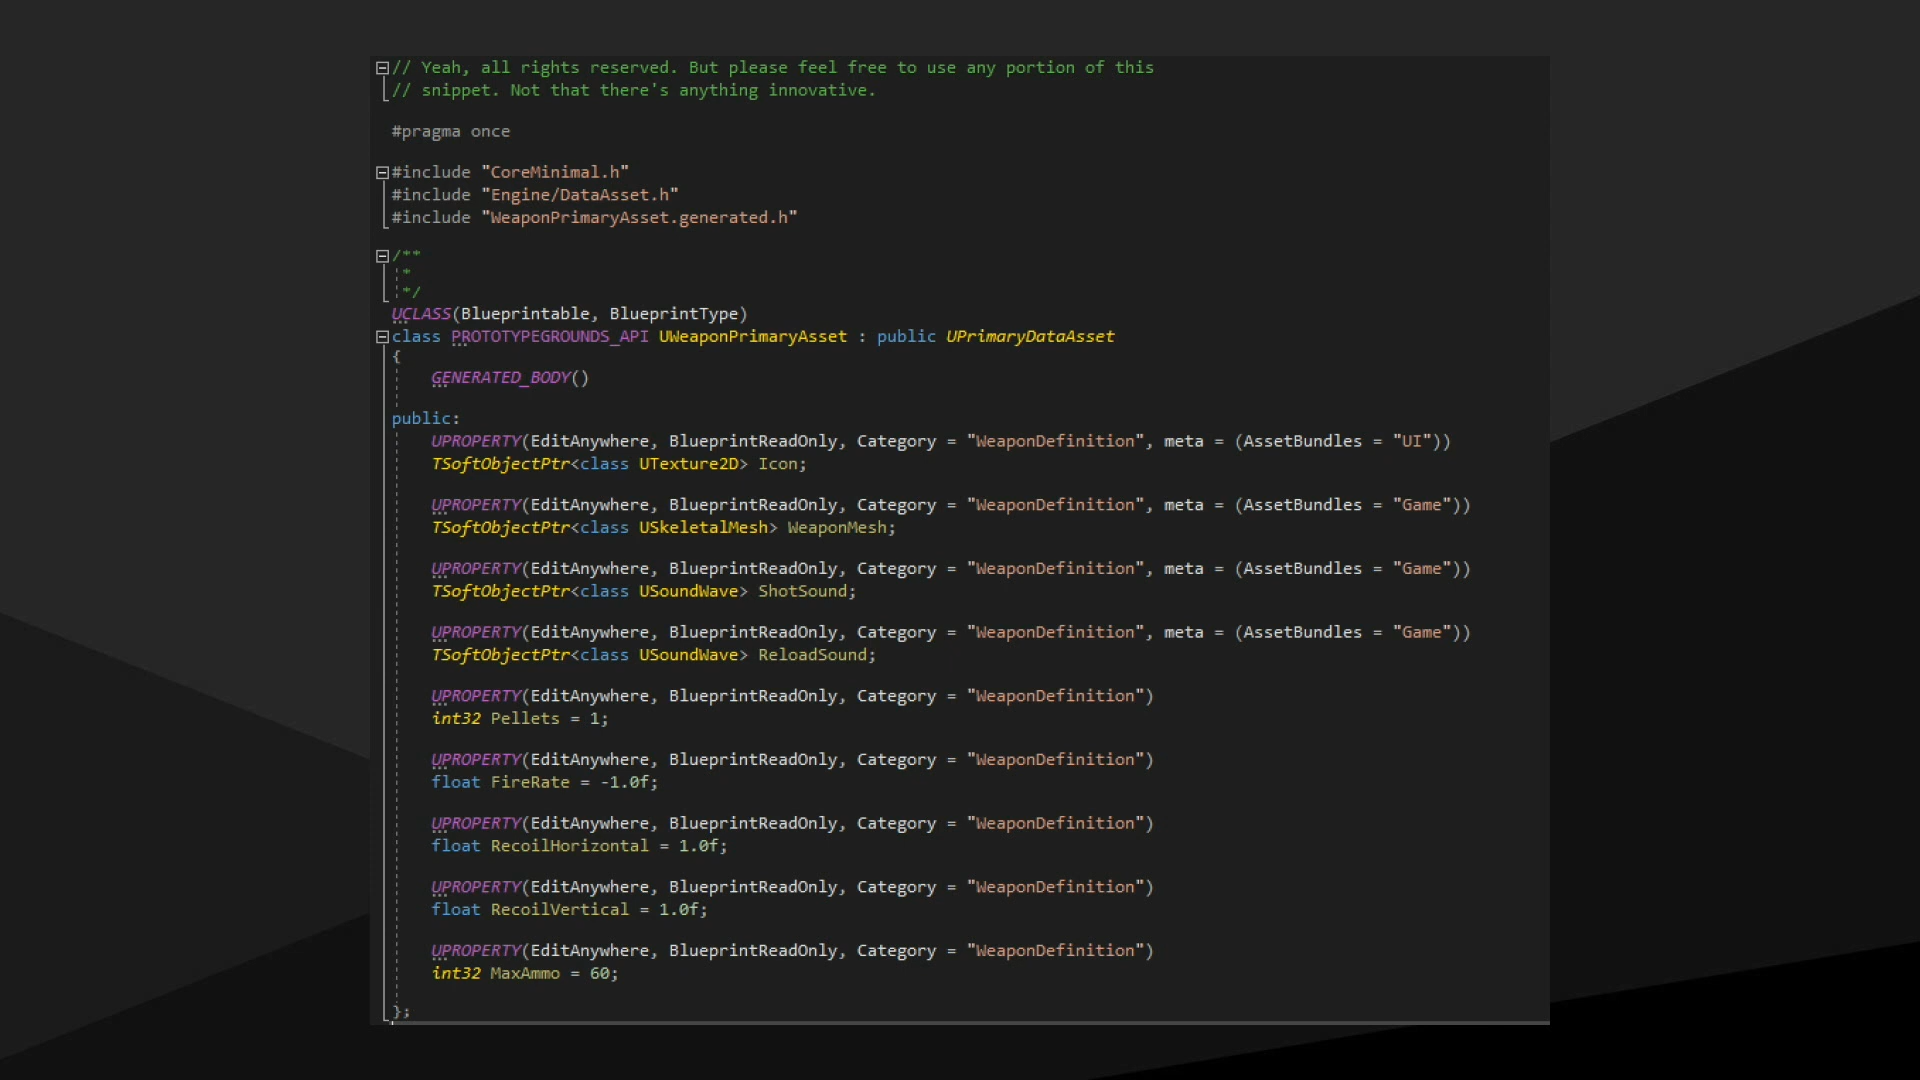 // Yeah, all rights reserved. But please feel free to use any portion of this
// snippet. Not that there's anything innovative.
#pragma once
#include "CoreMinimal.h"
#include "Engine/DataAsset.h"
#include "WeaponPrimaryAsset.generated.h"
/**
*
*/
UCLASS(Blueprintable, BlueprintType)
class PROTOTYPEGROUNDS_API UWeaponPrimaryAsset : public UPrimaryDataAsset
{
GENERATED_BODY()
public:
UPROPERTY(EditAnywhere, BlueprintReadOnly, Category = "WeaponDefinition", meta = (AssetBundles = "UI"))
TSoftObjectPtr<class UTexture2D> Icon;
UPROPERTY(EditAnywhere, BlueprintReadOnly, Category = "WeaponDefinition", meta = (AssetBundles = "Game"))
TSoftObjectPtr<class USkeletalMesh> WeaponMesh;
UPROPERTY(EditAnywhere, BlueprintReadOnly, Category = "WeaponDefinition", meta = (AssetBundles = "Game"))
TSoftObjectPtr<class USoundWave> ShotSound;
UPROPERTY(EditAnywhere, BlueprintReadOnly, Category = "WeaponDefinition", meta = (AssetBundles = "Game"))
TSoftObjectPtr<class USoundWave> ReloadSound;
UPROPERTY(EditAnywhere, BlueprintReadOnly, Category = "WeaponDefinition")
int32 Pellets = 1;
UPROPERTY(EditAnywhere, BlueprintReadOnly, Category = "WeaponDefinition")
float FireRate = -1.0f;
UPROPERTY(EditAnywhere, BlueprintReadOnly, Category = "WeaponDefinition")
float RecoilHorizontal = 1.0f;
UPROPERTY(EditAnywhere, BlueprintReadOnly, Category = "WeaponDefinition")
float RecoilVertical = 1.0f;
UPROPERTY(EditAnywhere, BlueprintReadOnly, Category = "WeaponDefinition")
int32 MaxAmmo = 60;
};